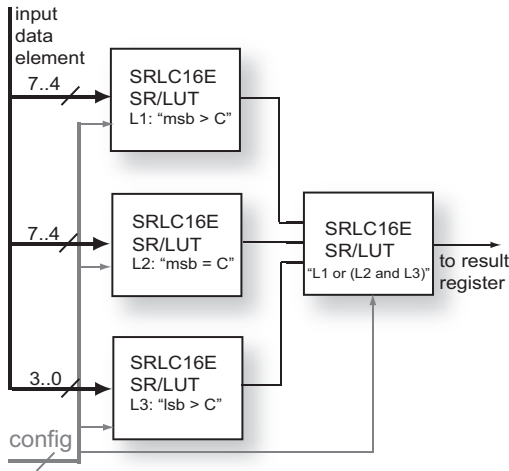 input
data
element
7..4
SRLC16E
SR/LUT
L1: “msb > C”
7..4
SRLC16E
SR/LUT
L2: “msb = C”
SRLC16E
SR/LUT
“L1 or (L2 and L3)”
to result
register
3..0
SRLC16E
SR/LUT
L3: “lsb > C”
config